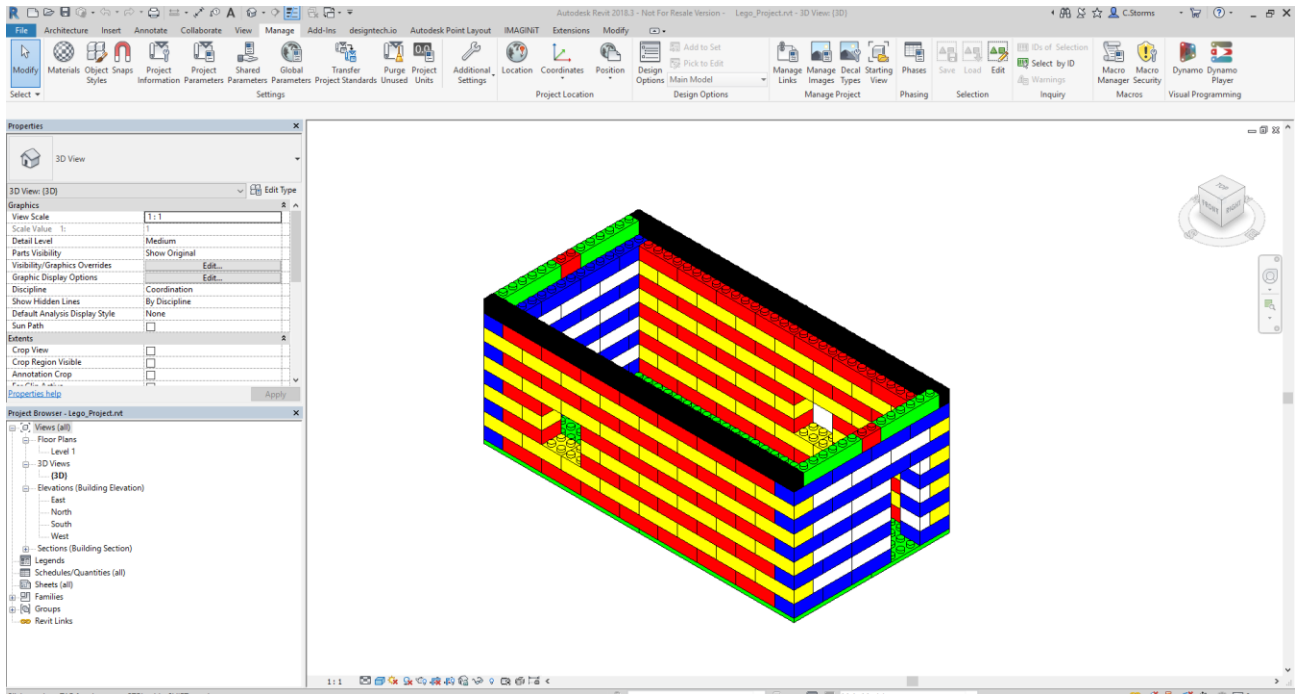 R A Autodesk Revit 2018.3 - Not For Resale Version - Lego_Project.rvt - 3D View: {3D} C.Storms
File Architecture Insert Annotate Collaborate View Manage Add-Ins designtech.io Autodesk Point Layout IMAGINiT Extensions Modify
Modify Materials Object Styles Snaps Project Information Project Parameters Shared Parameters Global Parameters Transfer Project Standards Purge Unused Project Units Additional Settings Location Coordinates Position Design Options Add to Set Pick to Edit Main Model Manage Links Manage Images Decal Types Starting View Phases Save Load Edit IDs of Selection Select by ID Warnings Macro Manager Macro Security Dynamo Dynamo Player
Select Settings Project Location Design Options Manage Project Phasing Selection Inquiry Macros Visual Programming
Properties
3D View
3D View: {3D} Edit Type
Graphics
View Scale 1 : 1
Scale Value 1: 1
Detail Level Medium
Parts Visibility Show Original
Visibility/Graphics Overrides Edit...
Graphic Display Options Edit...
Discipline Coordination
Show Hidden Lines By Discipline
Default Analysis Display Style None
Sun Path
Extents
Crop View
Crop Region Visible
Annotation Crop
Properties help Apply
Project Browser - Lego_Project.rvt
Views (all)
Floor Plans
Level 1
3D Views
{3D}
Elevations (Building Elevation)
East
North
South
West
Sections (Building Section)
Legends
Schedules/Quantities (all)
Sheets (all)
Families
Groups
Revit Links
TOP
FRONT RIGHT
1 : 1